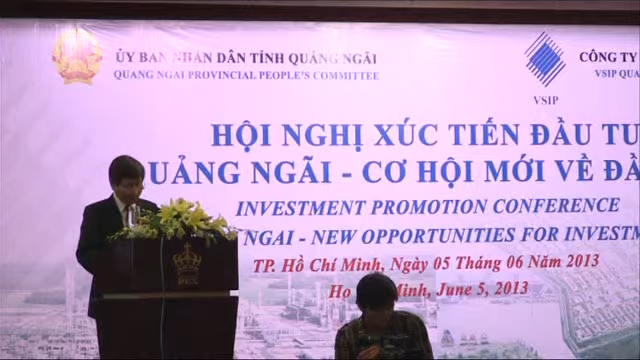 ỦY BAN NHÂN DÂN TỈNH QUẢNG NGÃI
QUANG NGAI PROVINCIAL PEOPLE'S COMMITTEE
VSIP
CÔNG TY
VSIP QUA
HỘI NGHỊ XÚC TIẾN ĐẦU TƯ
UẢNG NGÃI - CƠ HỘI MỚI VỀ ĐẦ
INVESTMENT PROMOTION CONFERENCE
NGAI - NEW OPPORTUNITIES FOR INVESTM
TP. Hồ Chí Minh, Ngày 05 Tháng 06 Năm 2013
Ho Minh, June 5, 2013